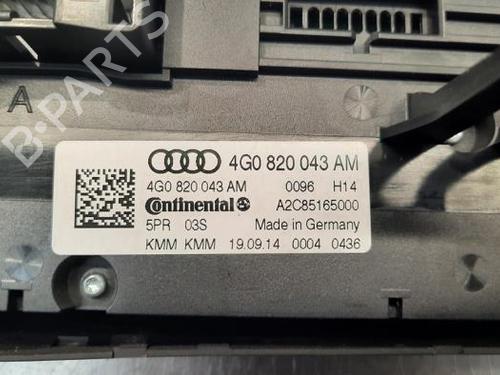 B-PARTS
A
4G0 820 043 AM
4G0 820 043 AM 0096 H14
Continental A2C85165000
5PR 03S Made in Germany
KMM KMM 19.09.14 0004 0436